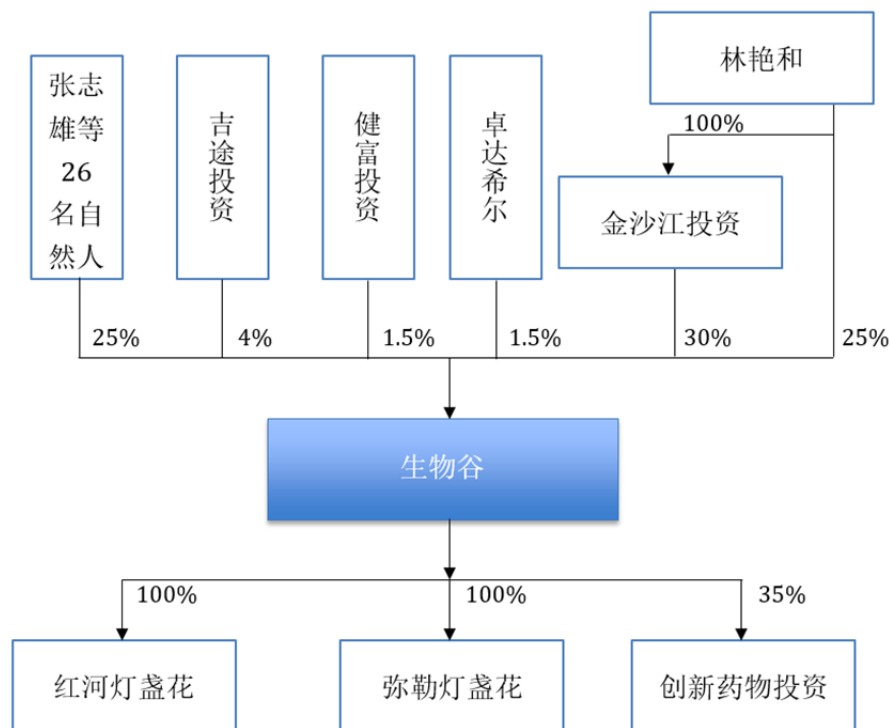 林艳和
100%
张志
雄等
26
名自
然人
吉途投资
健富投资
卓达希尔
金沙江投资
25%
4%
1.5%
1.5%
30%
25%
生物谷
100%
100%
35%
红河灯盏花
弥勒灯盏花
创新药物投资